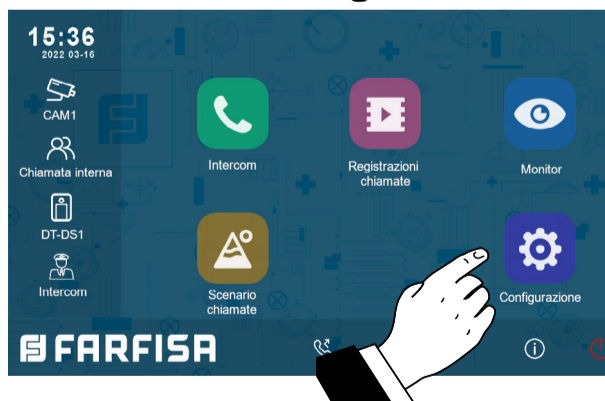 15:36
2022 03-16
CAM1
Chiamata interna
DT-DS1
Intercom
Intercom
Registrazioni
chiamate
Monitor
Scenario
chiamate
Configurazione
FARFISA